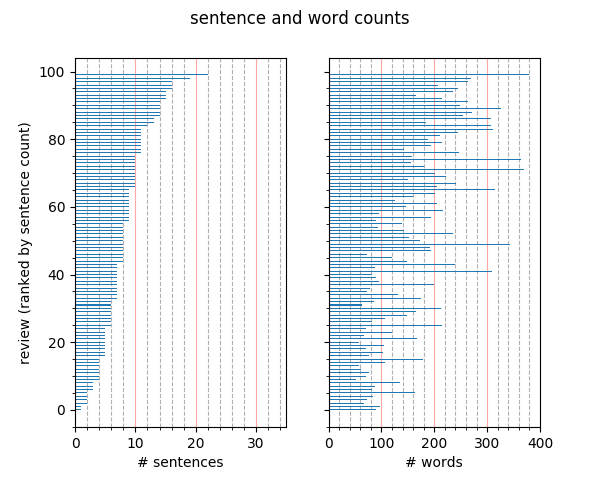 sentence and word counts
review (ranked by sentence count)
100
80
60
40
20
0
0 10 20 30
# sentences
0 100 200 300 400
# words